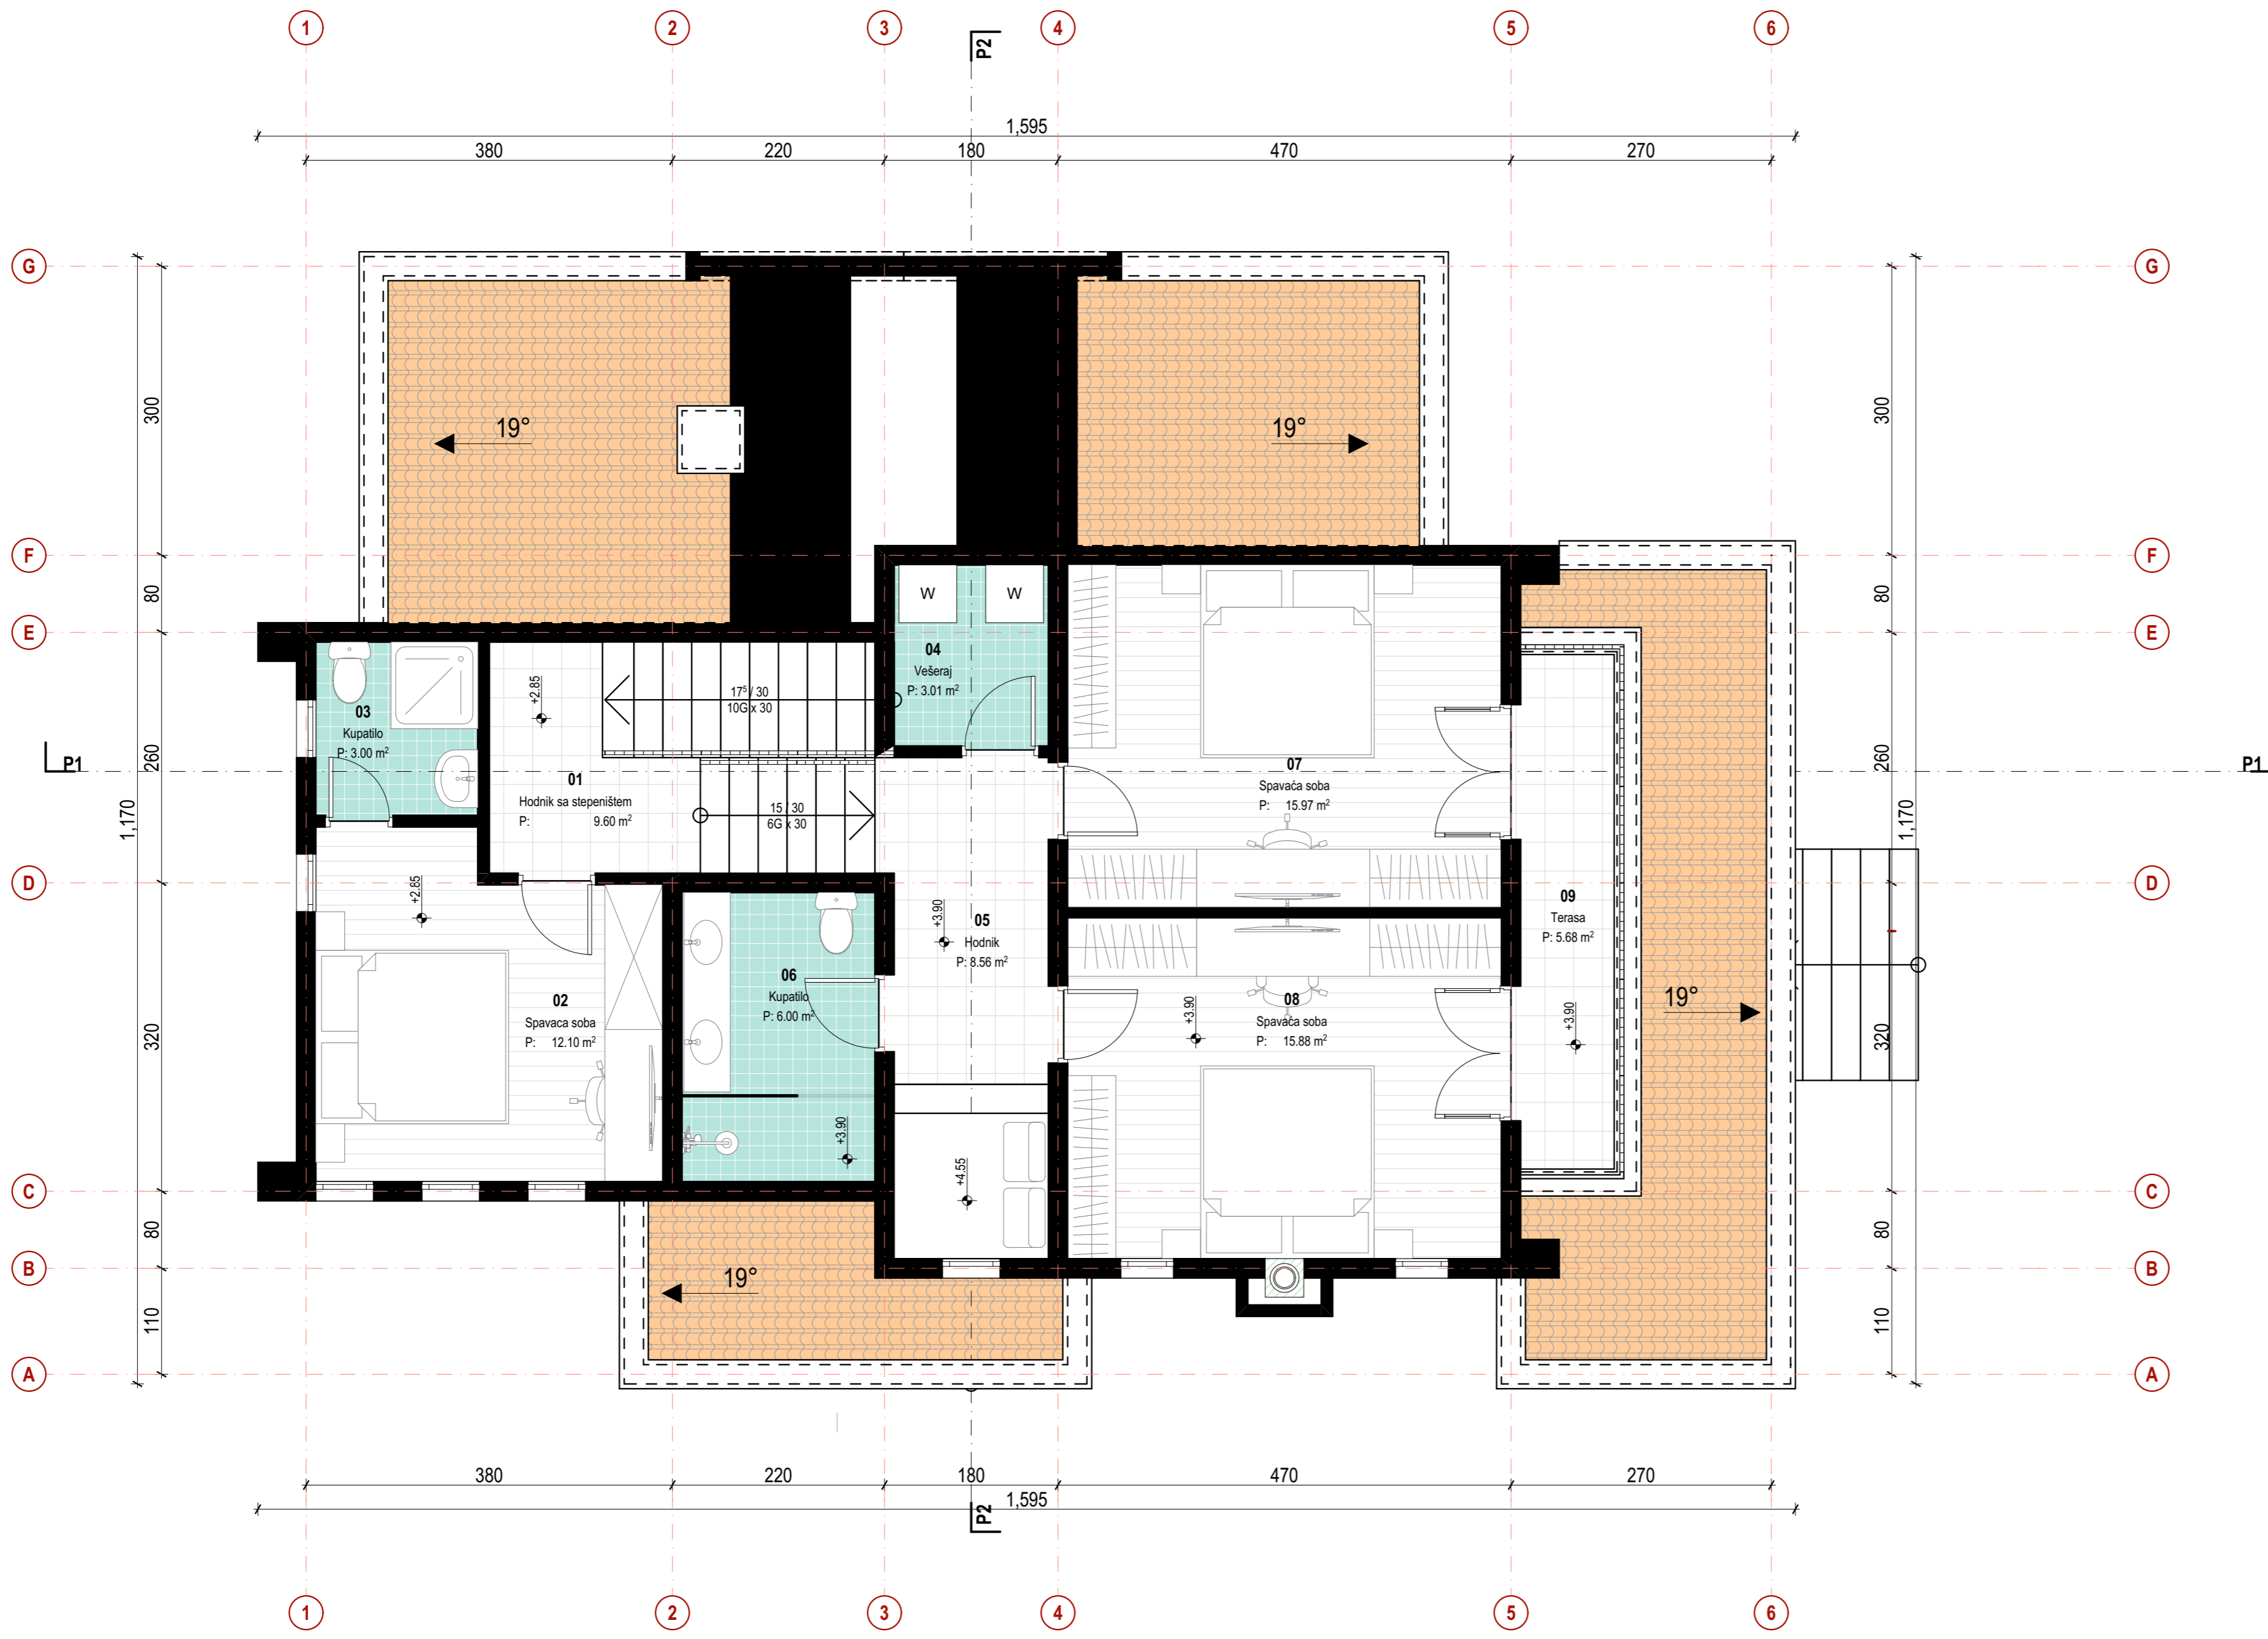 1 2 3 4 5 6
P2
1,595
380 220 180 470 270
G G
300 300
19° 19°
F F
80 80
W W
E E
04
Vešeraj
P: 3.01 m²
+2.85
17⁵ / 30
10G x 30
03
Kupatilo
P: 3.00 m²
P1 P1
260 260
01
Hodnik sa stepeništem
P: 9.60 m²
07
Spavaća soba
P: 15.97 m²
15 / 30
6G x 30
1,170 1,170
D D
+2.85
09
Terasa
P: 5.68 m²
+3.90
05
Hodnik
P: 8.56 m²
06
Kupatilo
P: 6.00 m²
02
Spavaca soba
P: 12.10 m²
08
Spavaća soba
P: 15.88 m²
+3.90
+3.90
19°
320 320
+3.90
+4.55
C C
80 80
B B
19°
110 110
A A
380 220 180 470 270
1,595
P2
1 2 3 4 5 6